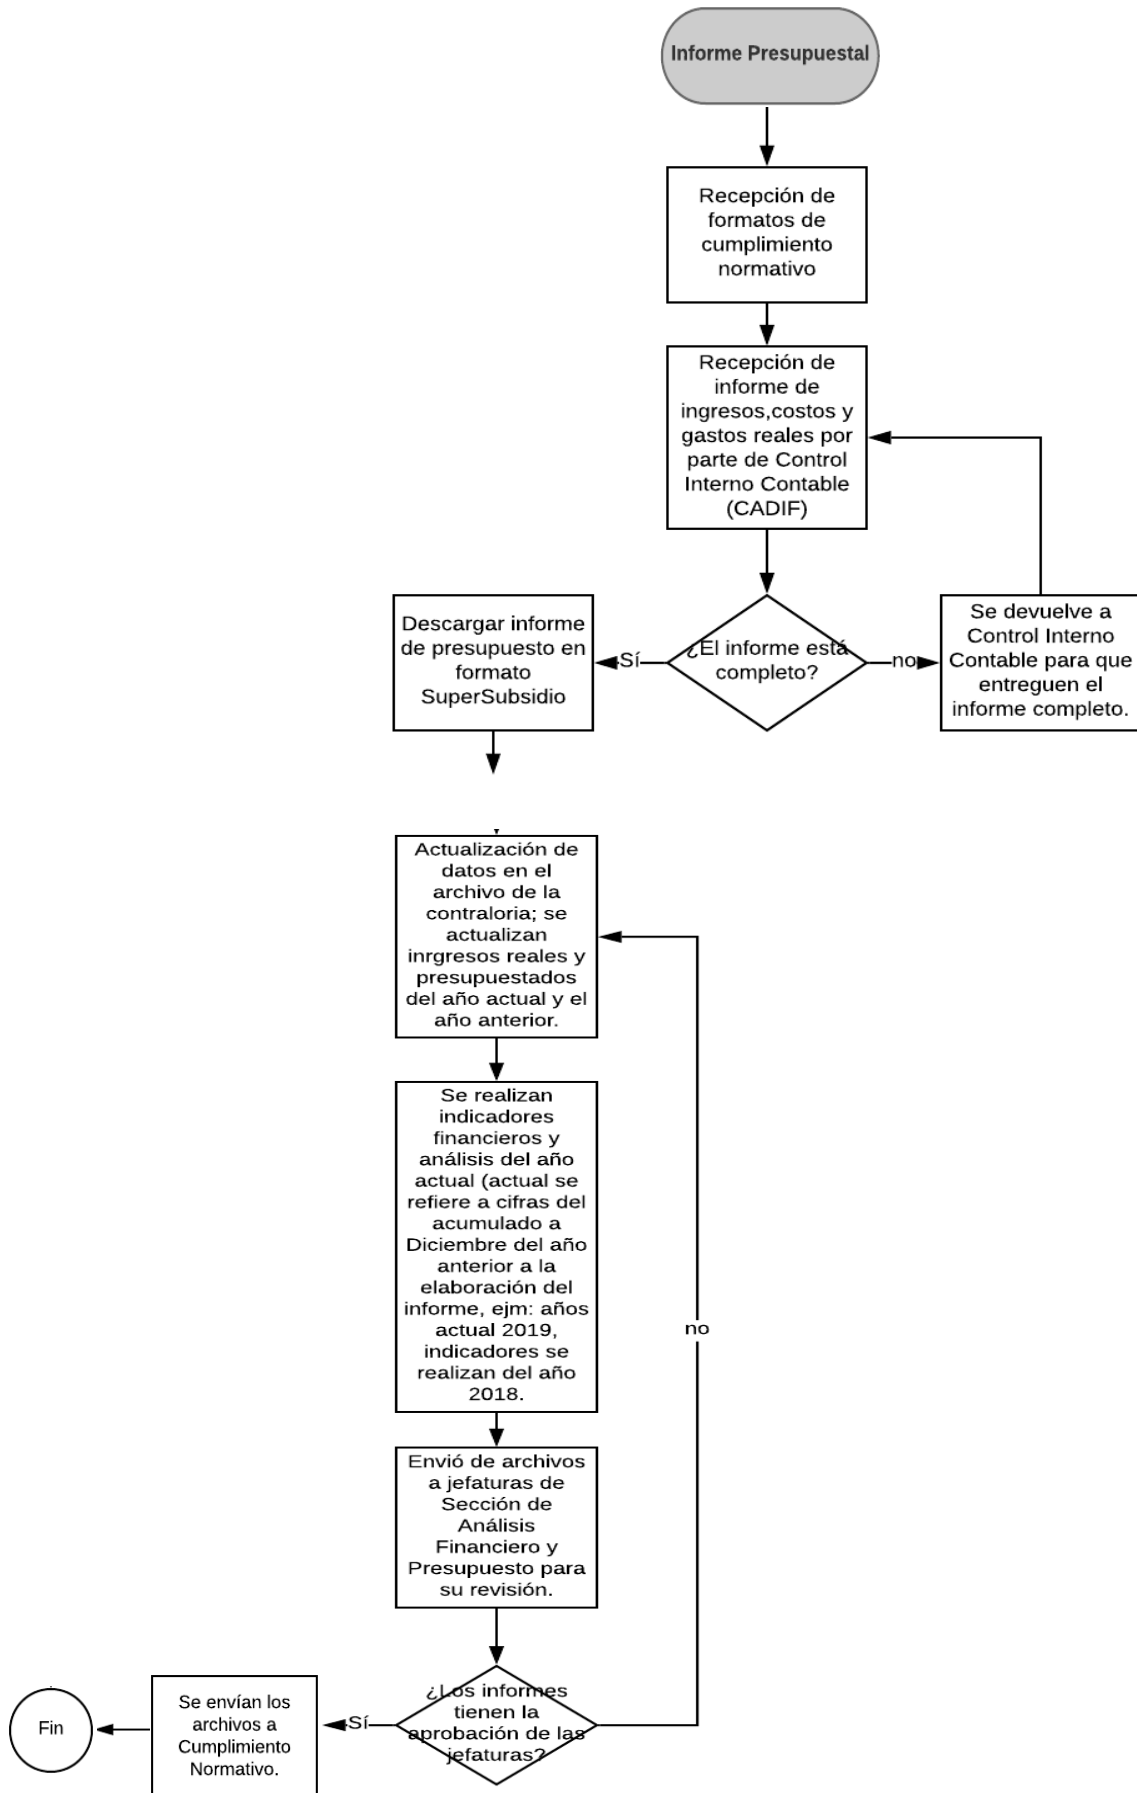 Informe Presupuestal
Recepción de
formatos de
cumplimiento
normativo
Recepción de
informe de
ingresos,costos y
gastos reales por
parte de Control
Interno Contable
(CADIF)
¿El informe está
completo?
Sí
no
Descargar informe
de presupuesto en
formato
SuperSubsidio
Se devuelve a
Control Interno
Contable para que
entreguen el
informe completo.
Actualización de
datos en el
archivo de la
contraloria; se
actualizan
inrgresos reales y
presupuestados
del año actual y el
año anterior.
Se realizan
indicadores
financieros y
análisis del año
actual (actual se
refiere a cifras del
acumulado a
Diciembre del año
anterior a la
elaboración del
informe, ejm: años
actual 2019,
indicadores se
realizan del año
2018.
no
Envió de archivos
a jefaturas de
Sección de
Análisis
Financiero y
Presupuesto para
su revisión.
¿Los informes
tienen la
aprobación de las
jefaturas?
Sí
Se envían los
archivos a
Cumplimiento
Normativo.
Fin